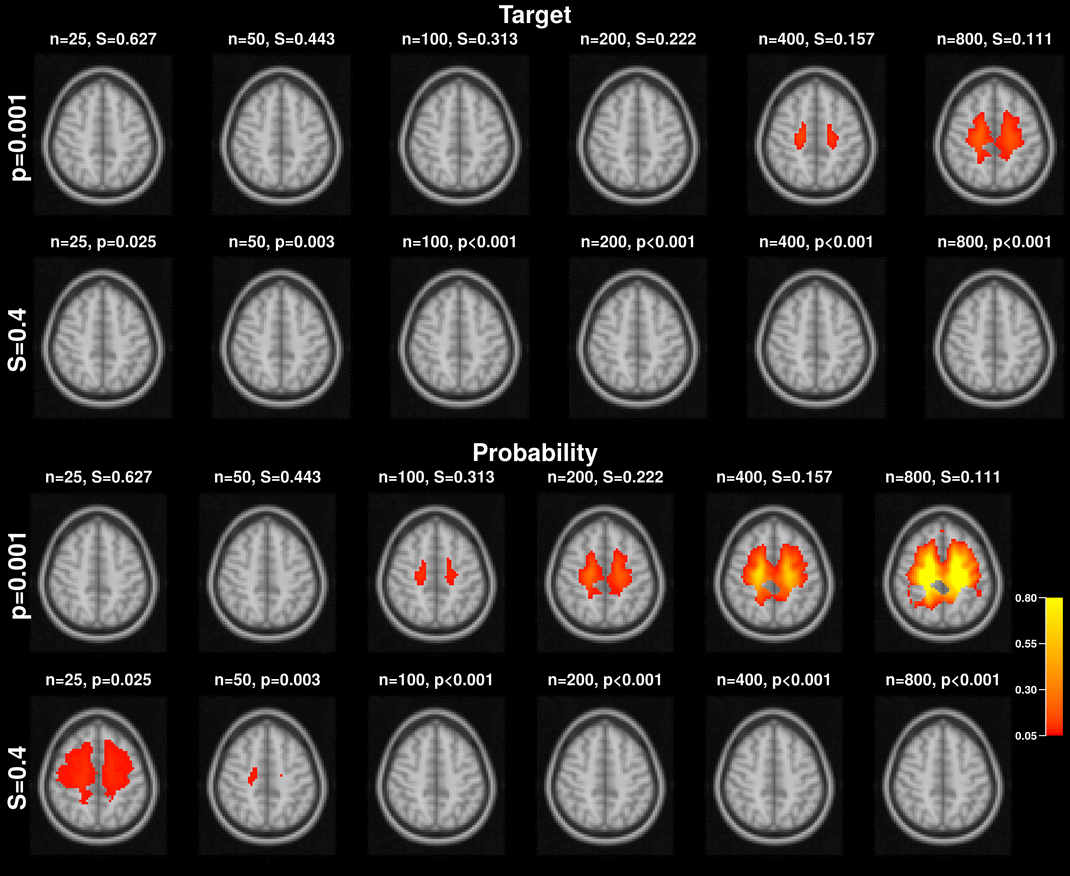 Target
n=25, S=0.627 n=50, S=0.443 n=100, S=0.313 n=200, S=0.222 n=400, S=0.157 n=800, S=0.111
p=0.001
n=25, p=0.025 n=50, p=0.003 n=100, p<0.001 n=200, p<0.001 n=400, p<0.001 n=800, p<0.001
S=0.4
Probability
n=25, S=0.627 n=50, S=0.443 n=100, S=0.313 n=200, S=0.222 n=400, S=0.157 n=800, S=0.111
p=0.001
0.80
0.55
0.30
0.05
n=25, p=0.025 n=50, p=0.003 n=100, p<0.001 n=200, p<0.001 n=400, p<0.001 n=800, p<0.001
S=0.4